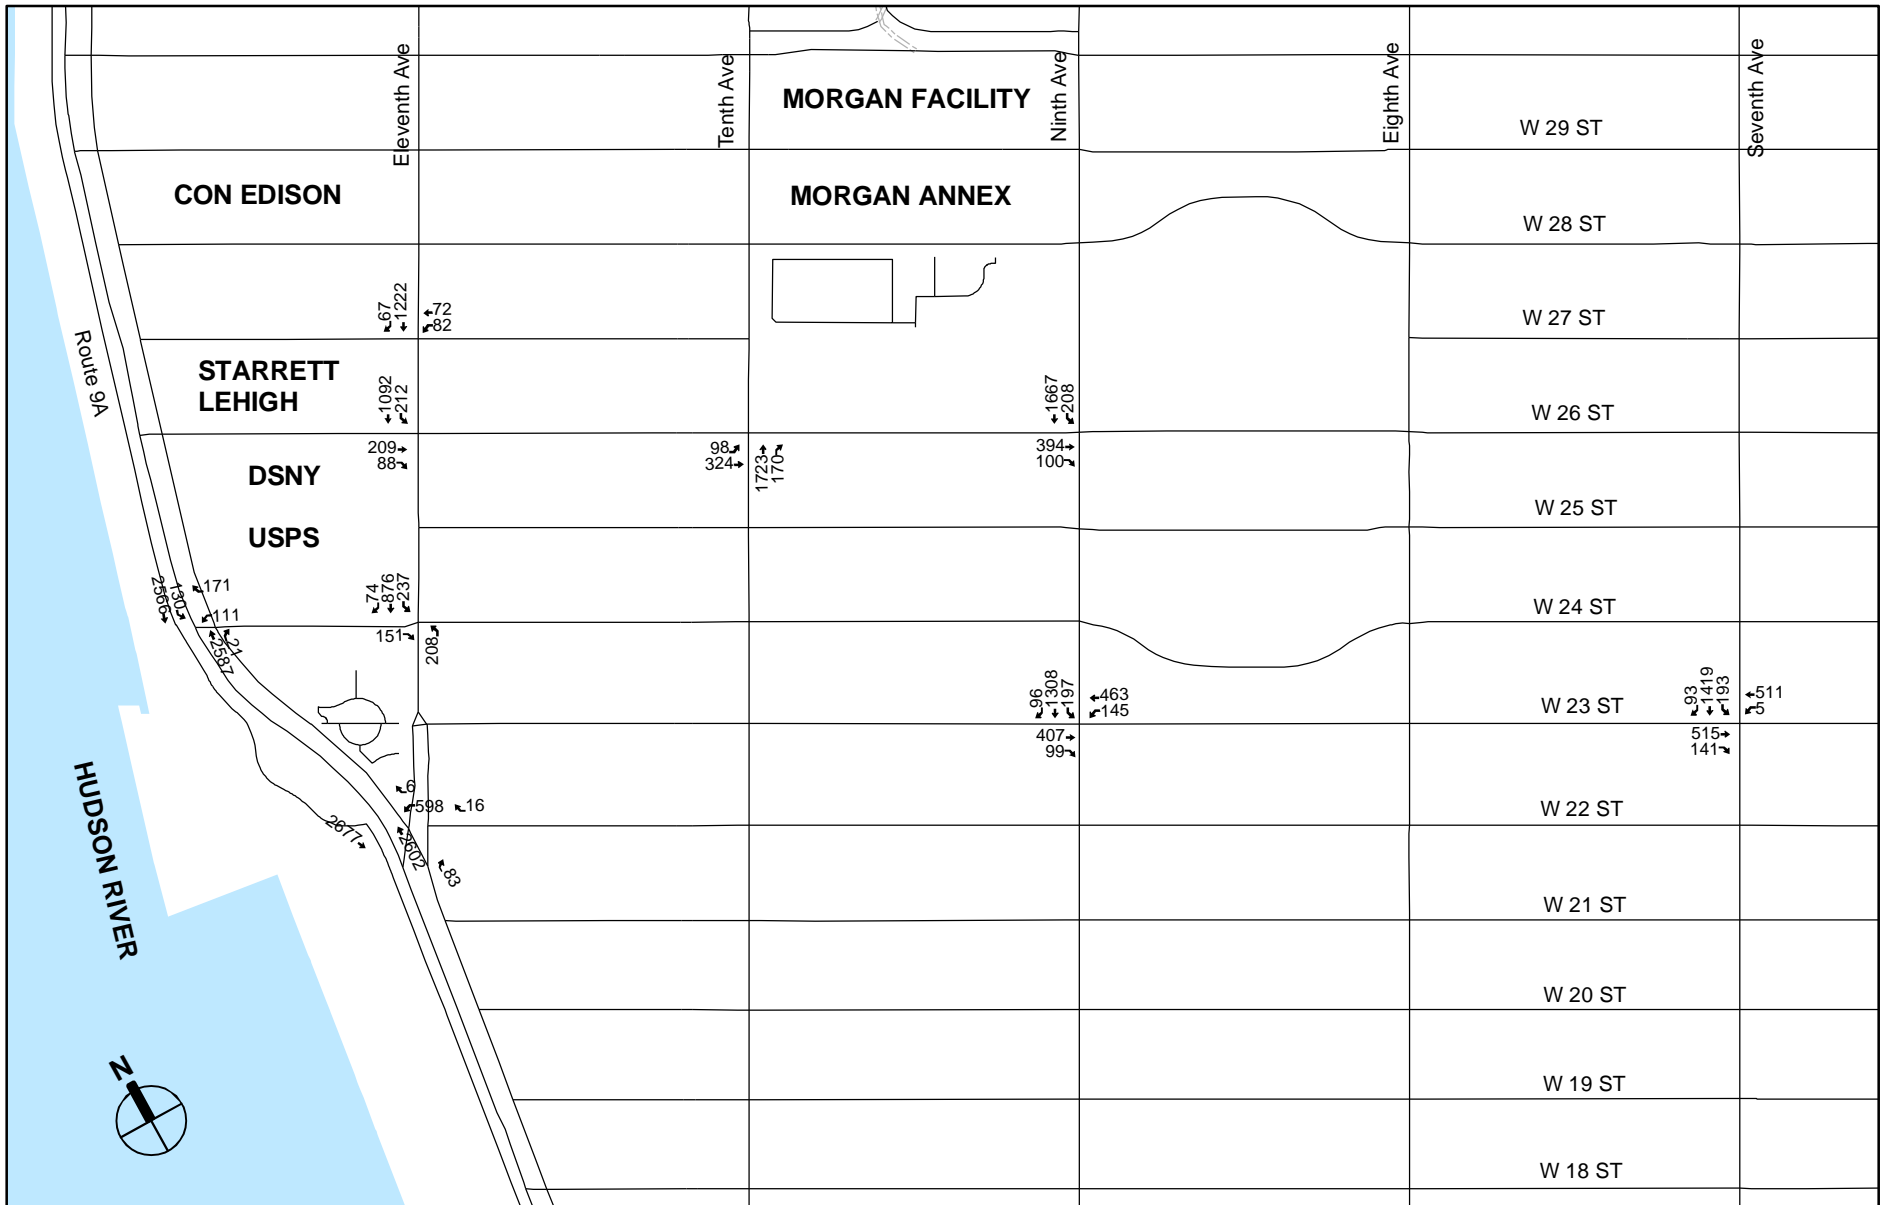 Eleventh Ave
Tenth Ave
Ninth Ave
Eighth Ave
Seventh Ave
MORGAN FACILITY
W 29 ST
CON EDISON
MORGAN ANNEX
W 28 ST
67
1222
72
82
W 27 ST
Route 9A
STARRETT
LEHIGH
1092
212
1667
208
W 26 ST
209
88
98
324
1723
170
394
100
DSNY
W 25 ST
USPS
2566
130
171
111
74
876
237
W 24 ST
2587
21
151
208
96
1308
197
463
145
W 23 ST
93
1419
193
511
5
407
99
515
141
HUDSON RIVER
6
598
16
W 22 ST
2677
2602
83
W 21 ST
W 20 ST
N
W 19 ST
W 18 ST